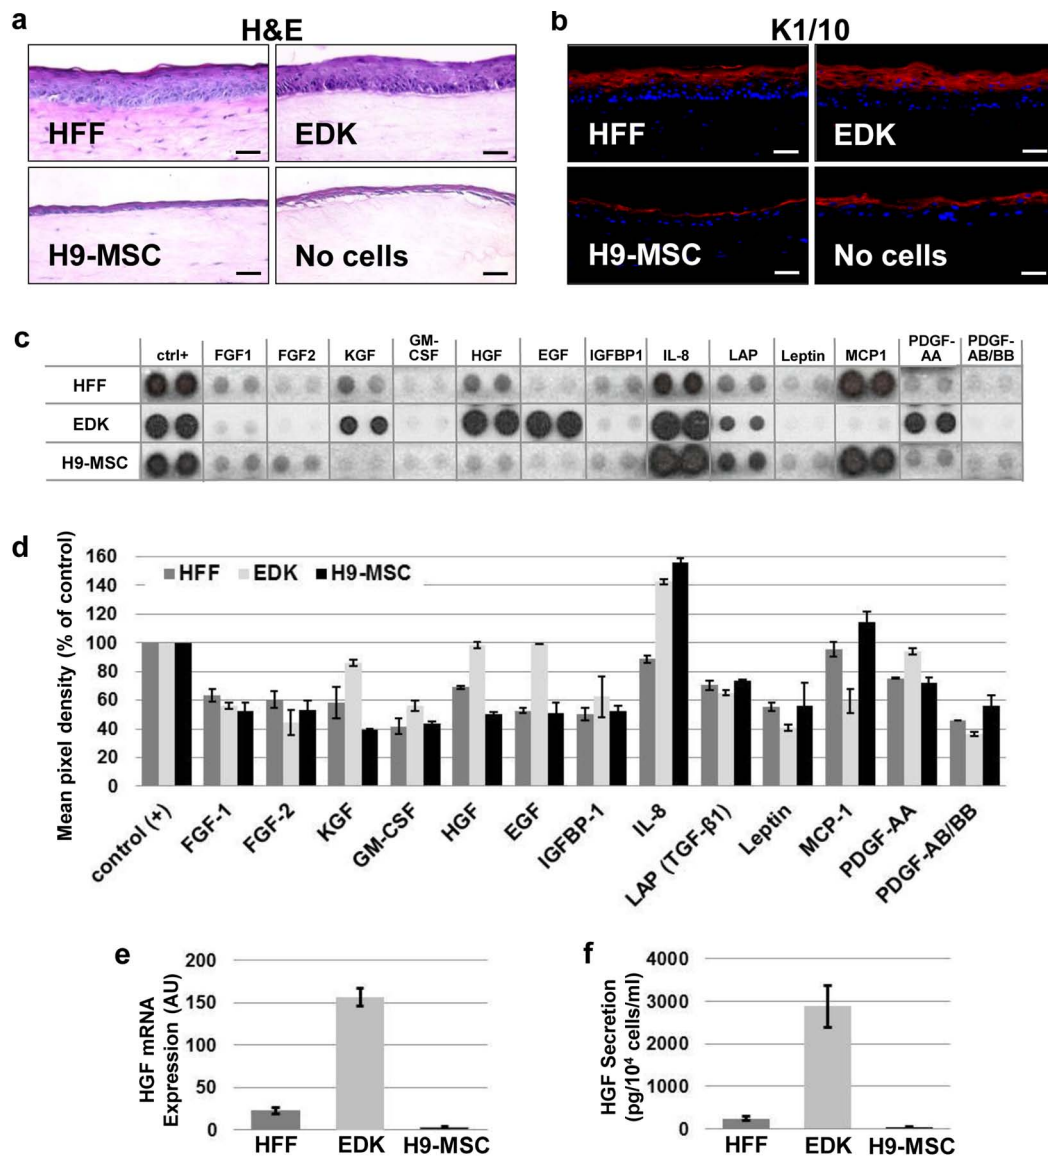 a
H&E
HFF
EDK
H9-MSC
No cells
b
K1/10
HFF
EDK
H9-MSC
No cells
c
ctrl+ FGF1 FGF2 KGF GM-CSF HGF EGF IGFBP1 IL-8 LAP Leptin MCP1 PDGF-AA PDGF-AB/BB
HFF
EDK
H9-MSC
d
Mean pixel density (% of control)
160
140
120
100
80
60
40
20
0
HFF EDK H9-MSC
control (+) FGF-1 FGF-2 KGF GM-CSF HGF EGF IGFBP-1 IL-8 LAP (TGF-β1) Leptin MCP-1 PDGF-AA PDGF-AB/BB
e
HGF mRNA
Expression (AU)
200
150
100
50
0
HFF EDK H9-MSC
f
HGF Secretion
(pg/10⁴ cells/ml)
4000
3000
2000
1000
0
HFF EDK H9-MSC